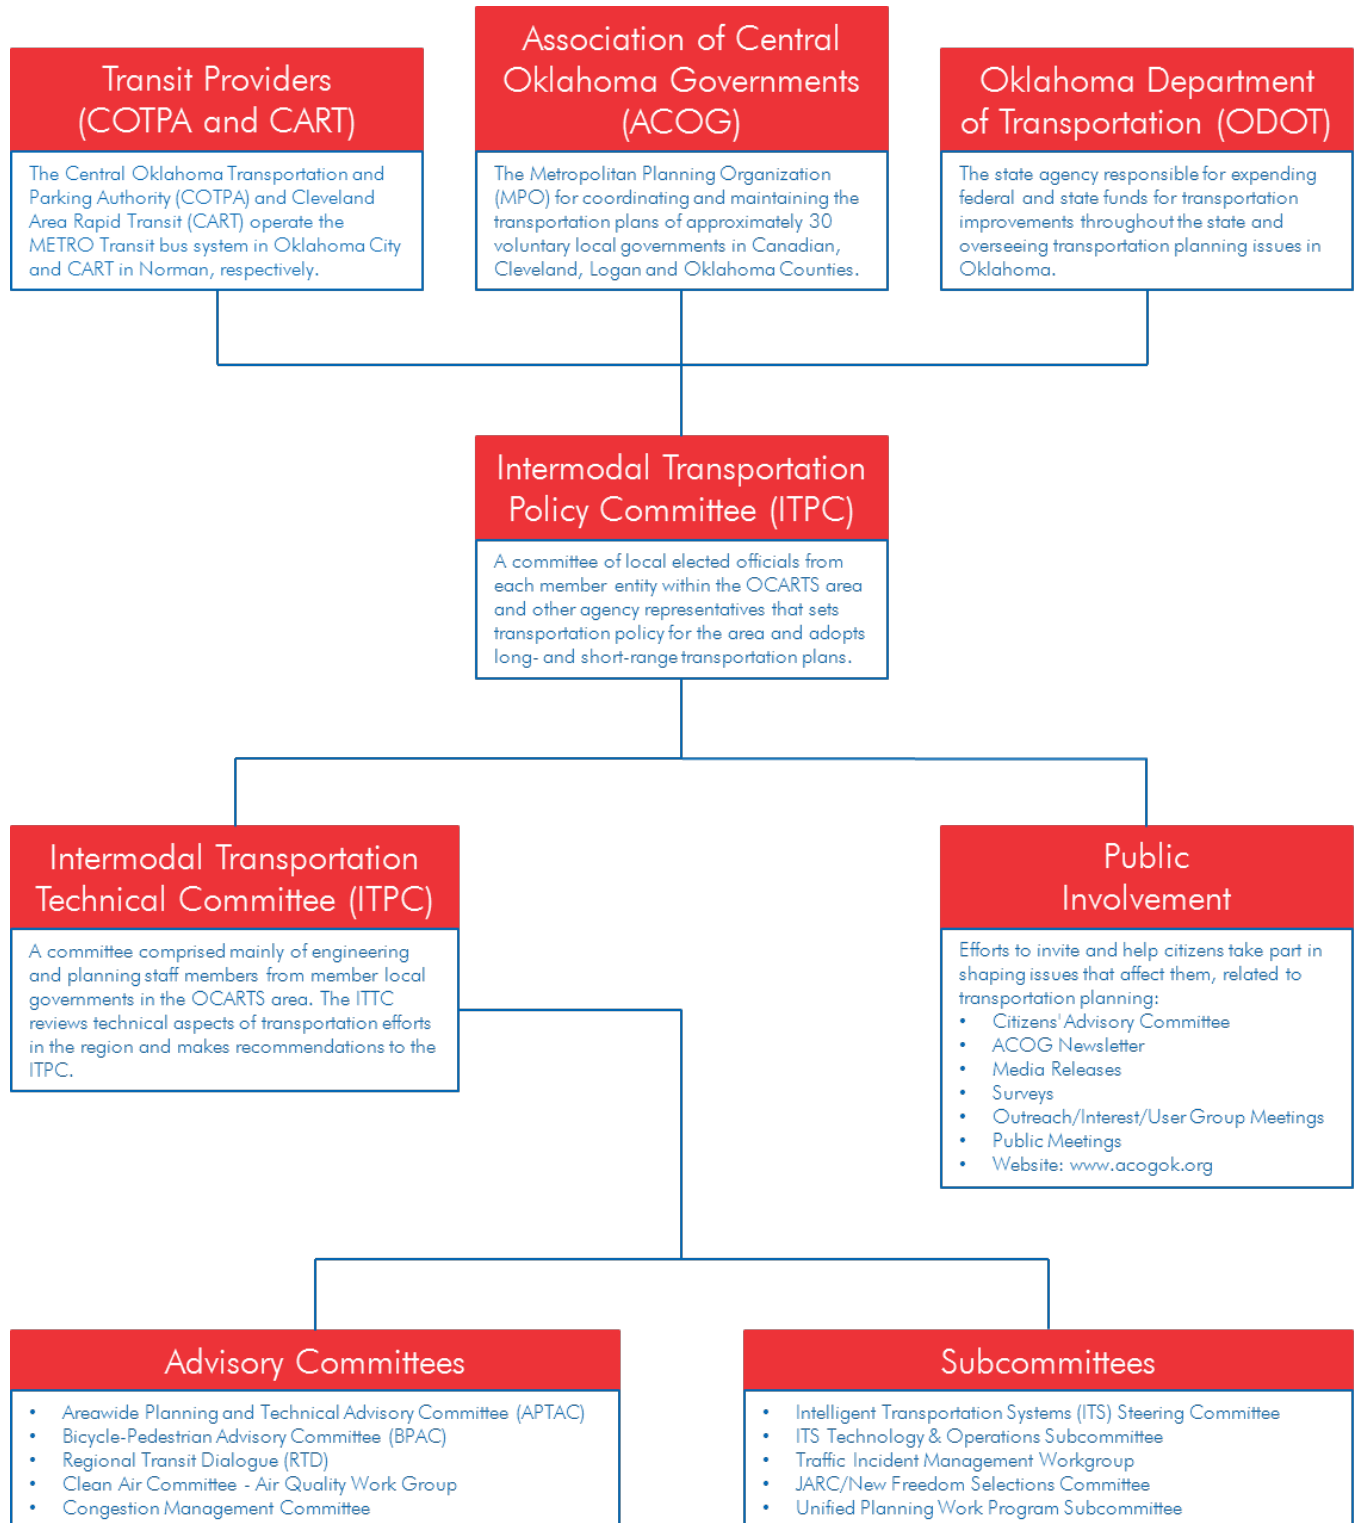 Transit Providers
(COTPA and CART)
The Central Oklahoma Transportation and
Parking Authority (COTPA) and Cleveland
Area Rapid Transit (CART) operate the
METRO Transit bus system in Oklahoma City
and CART in Norman, respectively.
Association of Central
Oklahoma Governments
(ACOG)
The Metropolitan Planning Organization
(MPO) for coordinating and maintaining the
transportation plans of approximately 30
voluntary local governments in Canadian,
Cleveland, Logan and Oklahoma Counties.
Oklahoma Department
of Transportation (ODOT)
The state agency responsible for expending
federal and state funds for transportation
improvements throughout the state and
overseeing transportation planning issues in
Oklahoma.
Intermodal Transportation
Policy Committee (ITPC)
A committee of local elected officials from
each member entity within the OCARTS area
and other agency representatives that sets
transportation policy for the area and adopts
long- and short-range transportation plans.
Intermodal Transportation
Technical Committee (ITPC)
A committee comprised mainly of engineering
and planning staff members from member local
governments in the OCARTS area. The ITTC
reviews technical aspects of transportation efforts
in the region and makes recommendations to the
ITPC.
Public
Involvement
Efforts to invite and help citizens take part in
shaping issues that affect them, related to
transportation planning:
• Citizens' Advisory Committee
• ACOG Newsletter
• Media Releases
• Surveys
• Outreach/Interest/User Group Meetings
• Public Meetings
• Website: www.acogok.org
Advisory Committees
• Areawide Planning and Technical Advisory Committee (APTAC)
• Bicycle-Pedestrian Advisory Committee (BPAC)
• Regional Transit Dialogue (RTD)
• Clean Air Committee - Air Quality Work Group
• Congestion Management Committee
Subcommittees
• Intelligent Transportation Systems (ITS) Steering Committee
• ITS Technology & Operations Subcommittee
• Traffic Incident Management Workgroup
• JARC/New Freedom Selections Committee
• Unified Planning Work Program Subcommittee